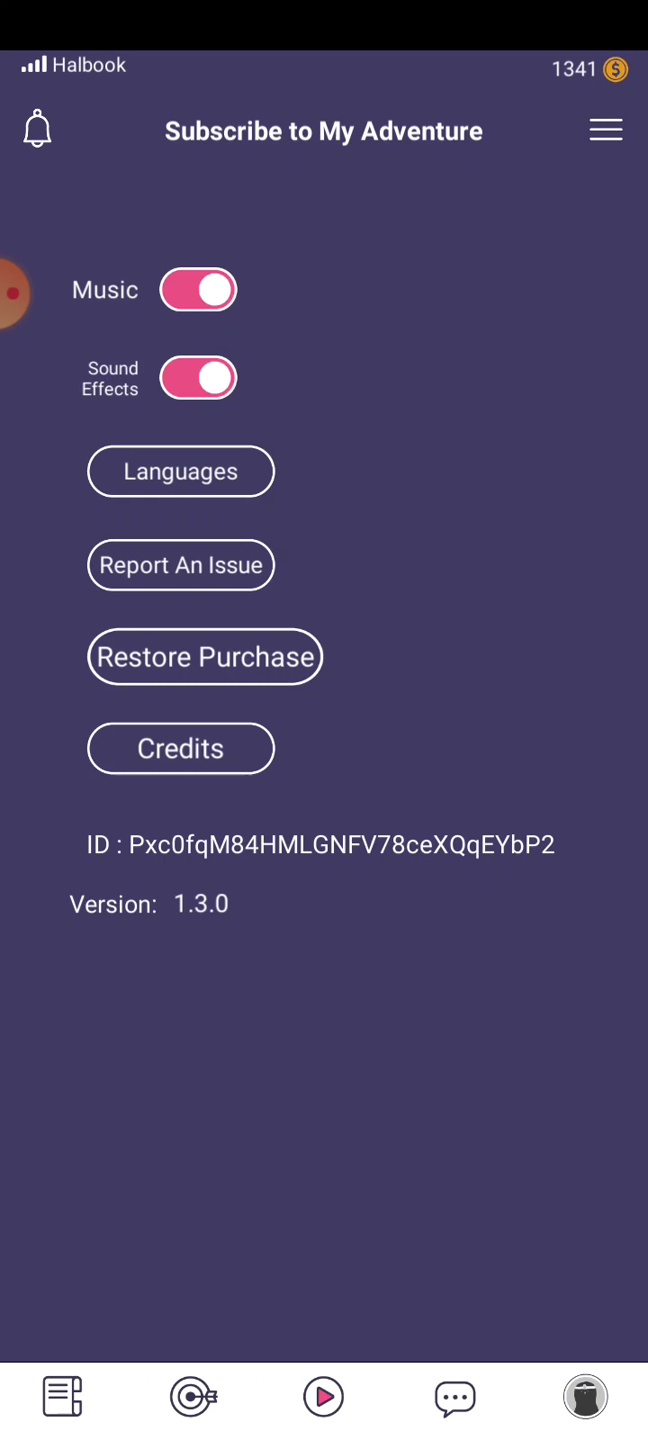 Halbook
1341
Subscribe to My Adventure
Music
Sound
Effects
Languages
Report An Issue
Restore Purchase
Credits
ID : Pxc0fqM84HMLGNFV78ceXQqEYbP2
Version: 1.3.0